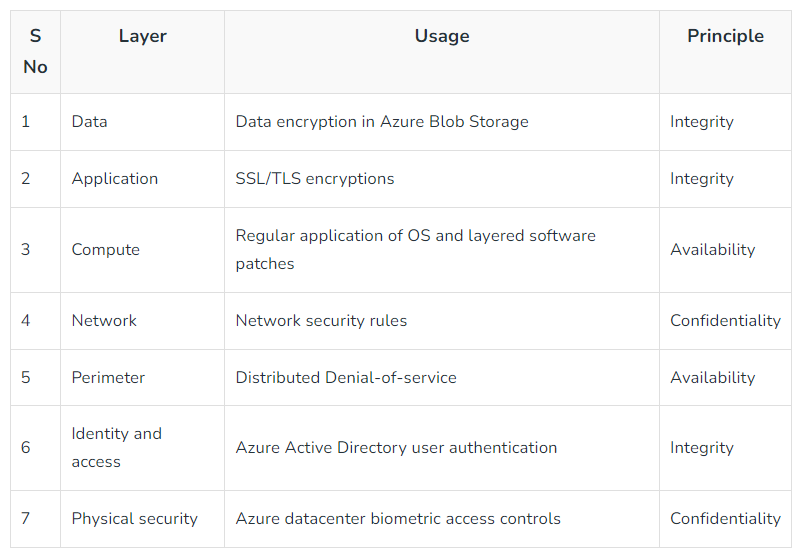 S No Layer Usage Principle
1 Data Data encryption in Azure Blob Storage Integrity
2 Application SSL/TLS encryptions Integrity
3 Compute Regular application of OS and layered software patches Availability
4 Network Network security rules Confidentiality
5 Perimeter Distributed Denial-of-service Availability
6 Identity and access Azure Active Directory user authentication Integrity
7 Physical security Azure datacenter biometric access controls Confidentiality